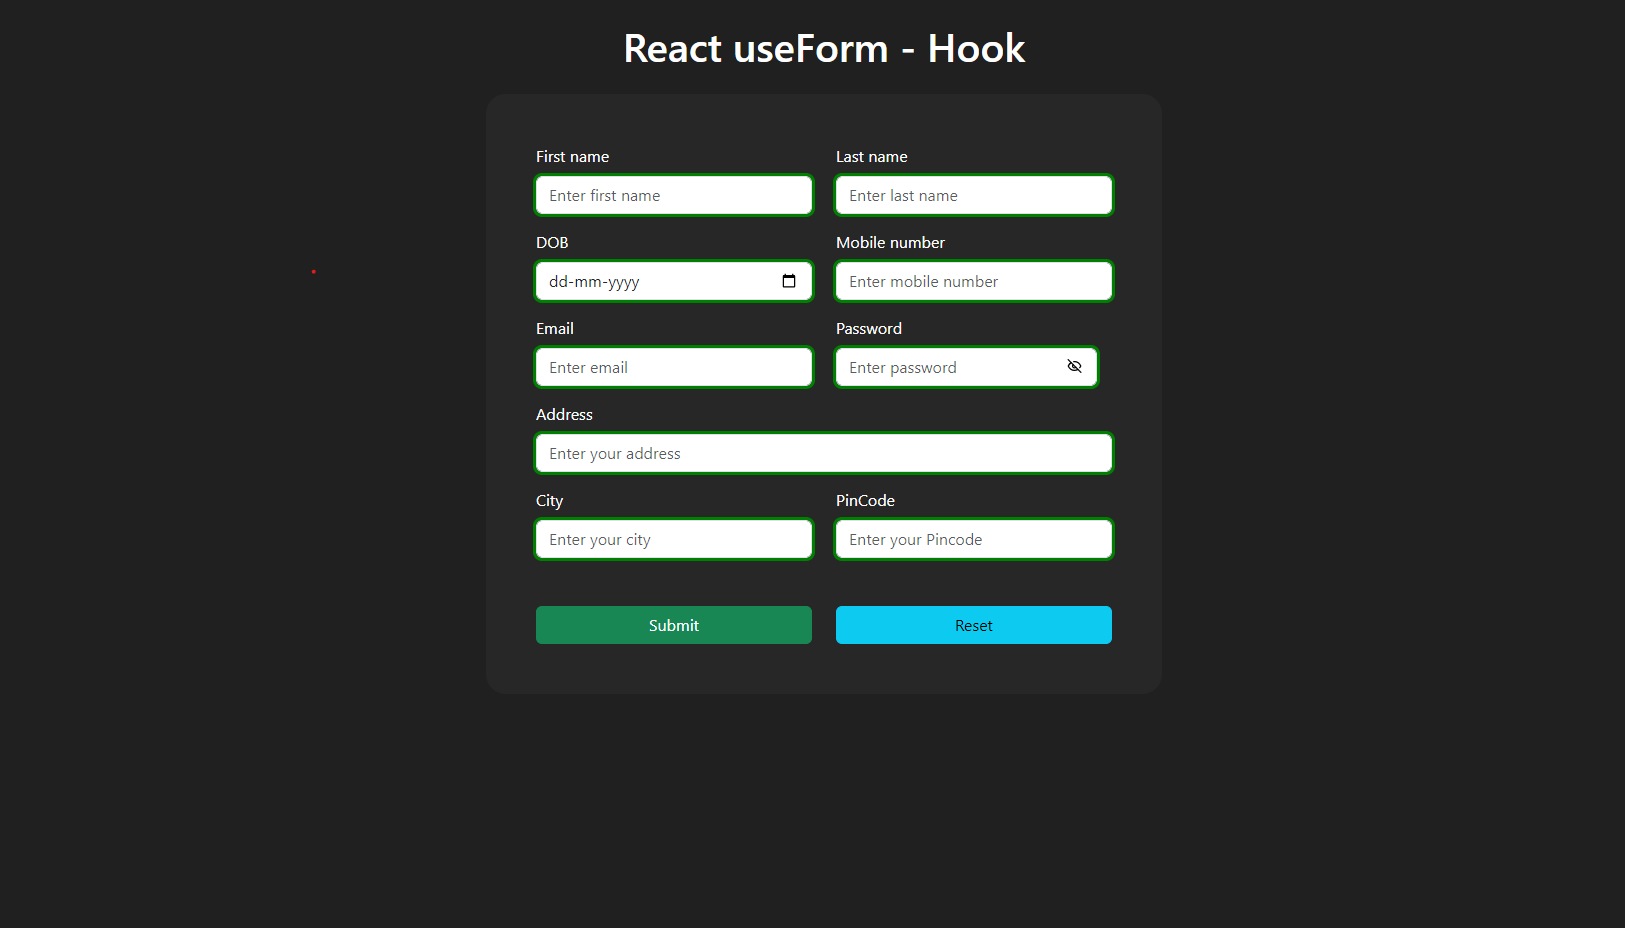 React useForm - Hook
First name Last name
Enter first name Enter last name
DOB Mobile number
dd-mm-yyyy Enter mobile number
Email Password
Enter email Enter password
Address
Enter your address
City PinCode
Enter your city Enter your Pincode
Submit Reset